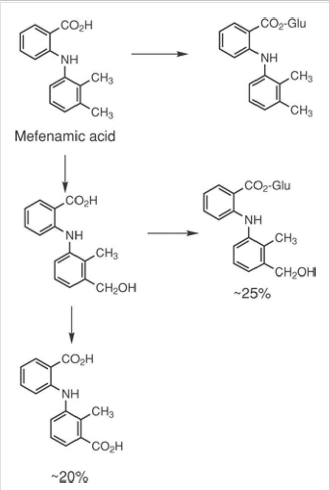 CO₂H
CO₂-Glu
NH
NH
CH₃
CH₃
CH₃
CH₃
Mefenamic acid
CO₂H
CO₂-Glu
NH
NH
CH₃
CH₃
CH₂OH
CH₂OH
~25%
CO₂H
NH
CH₃
CO₂H
~20%